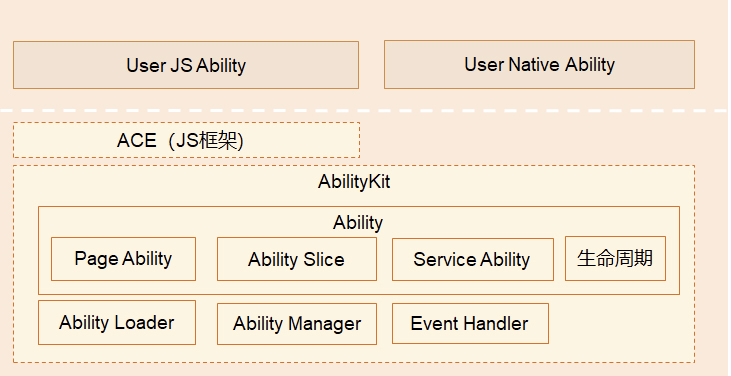 User JS Ability
User Native Ability
ACE（JS框架)
AbilityKit
Ability
Page Ability
Ability Slice
Service Ability
生命周期
Ability Loader
Ability Manager
Event Handler